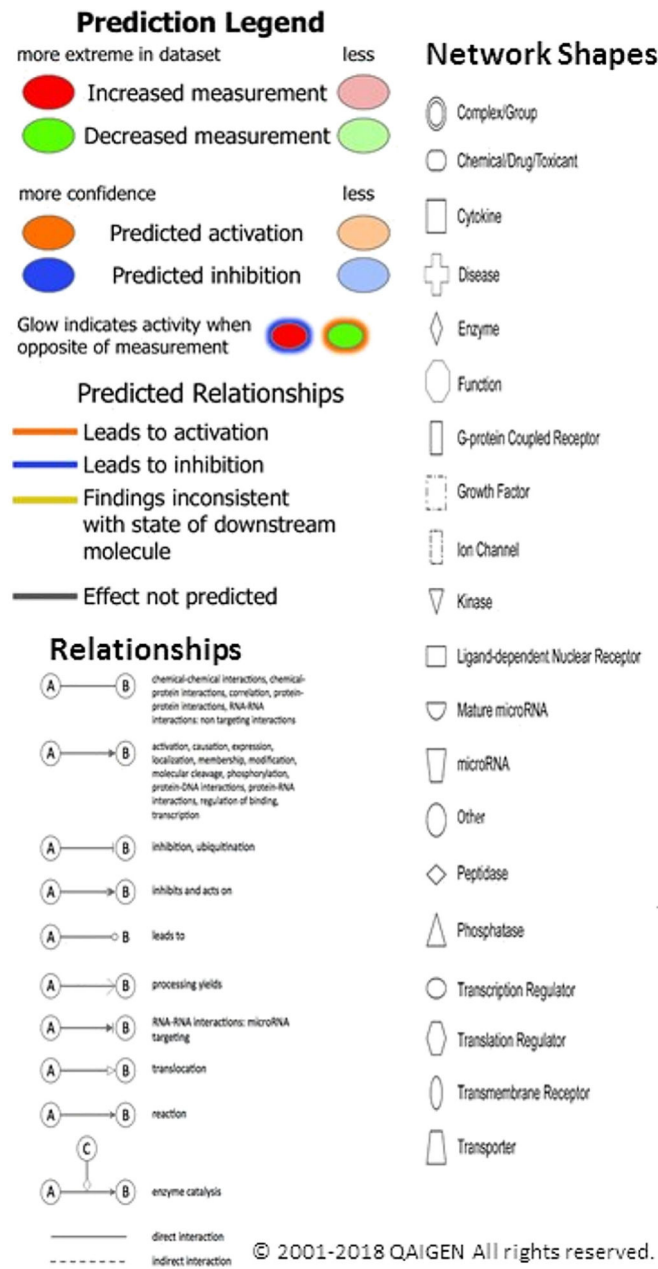 Prediction Legend
more extreme in dataset less
Increased measurement
Decreased measurement
more confidence less
Predicted activation
Predicted inhibition
Glow indicates activity when
opposite of measurement
Predicted Relationships
Leads to activation
Leads to inhibition
Findings inconsistent
with state of downstream
molecule
Effect not predicted
Relationships
A B chemical-chemical interactions, chemical-
protein interactions, correlation, protein-
protein interactions, RNA-RNA
interactions: non targeting interactions
A B activation, causation, expression,
localization, membership, modification,
molecular cleavage, phosphorylation,
protein-DNA interactions, protein-RNA
interactions, regulation of binding,
transcription
A B inhibition, ubiquitination
A B inhibits and acts on
A B leads to
A B processing yields
A B RNA-RNA interactions: microRNA
targeting
A B translocation
A B reaction
C
A B enzyme catalysis
direct interaction
indirect interaction
Network Shapes
Complex/Group
Chemical/Drug/Toxicant
Cytokine
Disease
Enzyme
Function
G-protein Coupled Receptor
Growth Factor
Ion Channel
Kinase
Ligand-dependent Nuclear Receptor
Mature microRNA
microRNA
Other
Peptidase
Phosphatase
Transcription Regulator
Translation Regulator
Transmembrane Receptor
Transporter
© 2001-2018 QAIGEN All rights reserved.